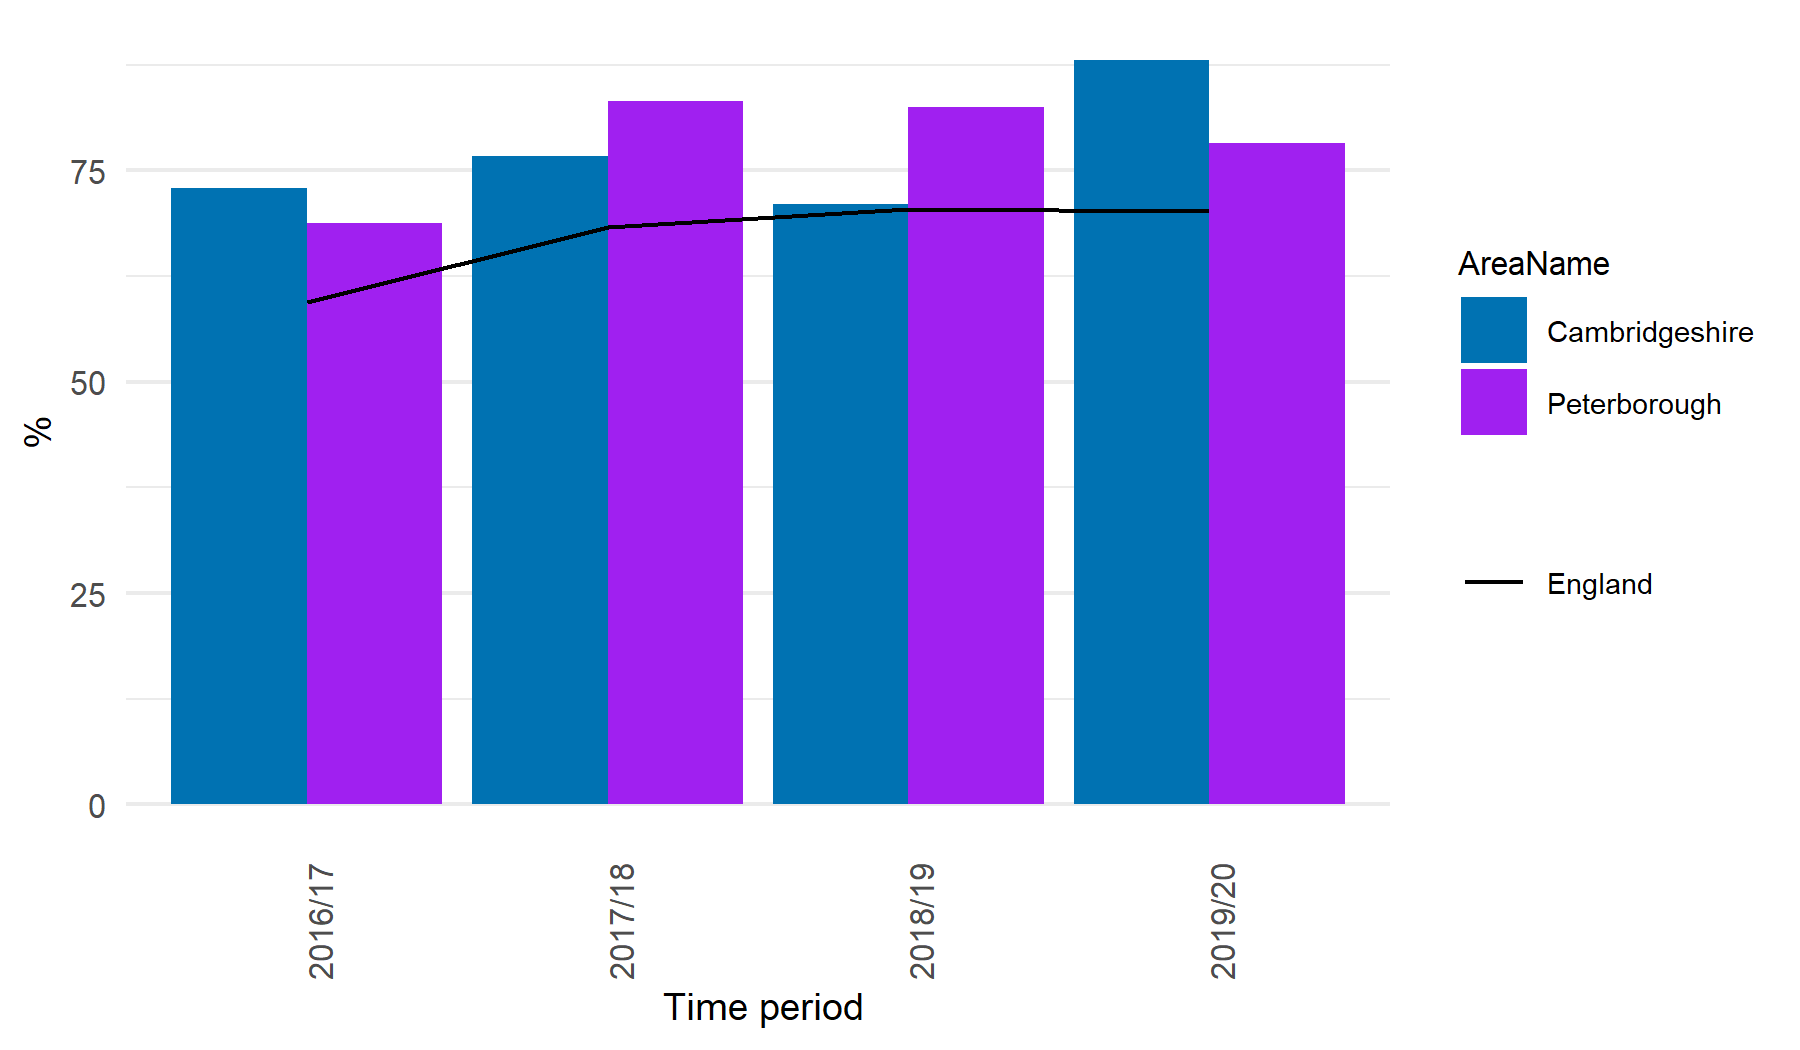 75
50
25
0
%
2016/17
2017/18
2018/19
2019/20
Time period
AreaName
Cambridgeshire
Peterborough
England